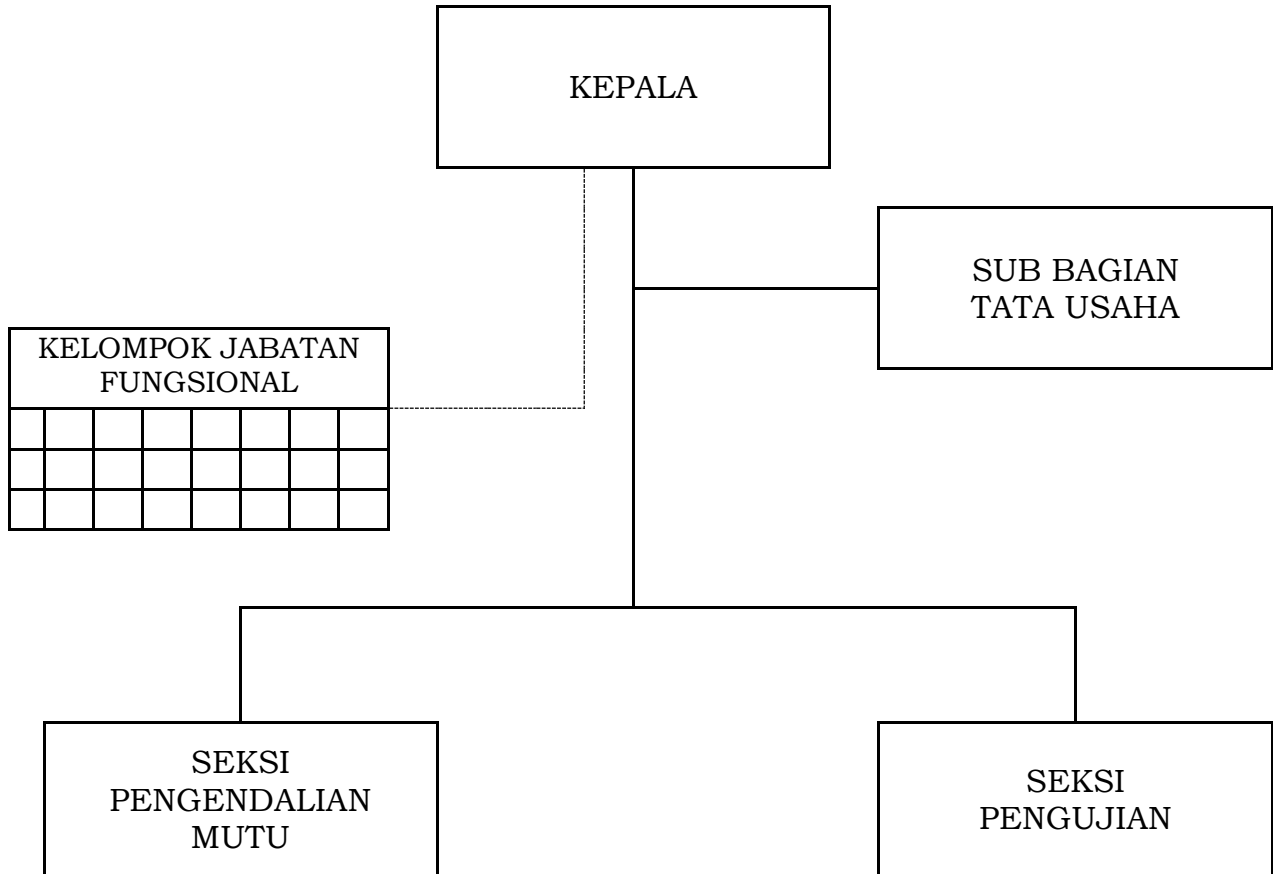 KEPALA
SUB BAGIAN
TATA USAHA
KELOMPOK JABATAN
FUNGSIONAL
SEKSI
PENGENDALIAN
MUTU
SEKSI
PENGUJIAN